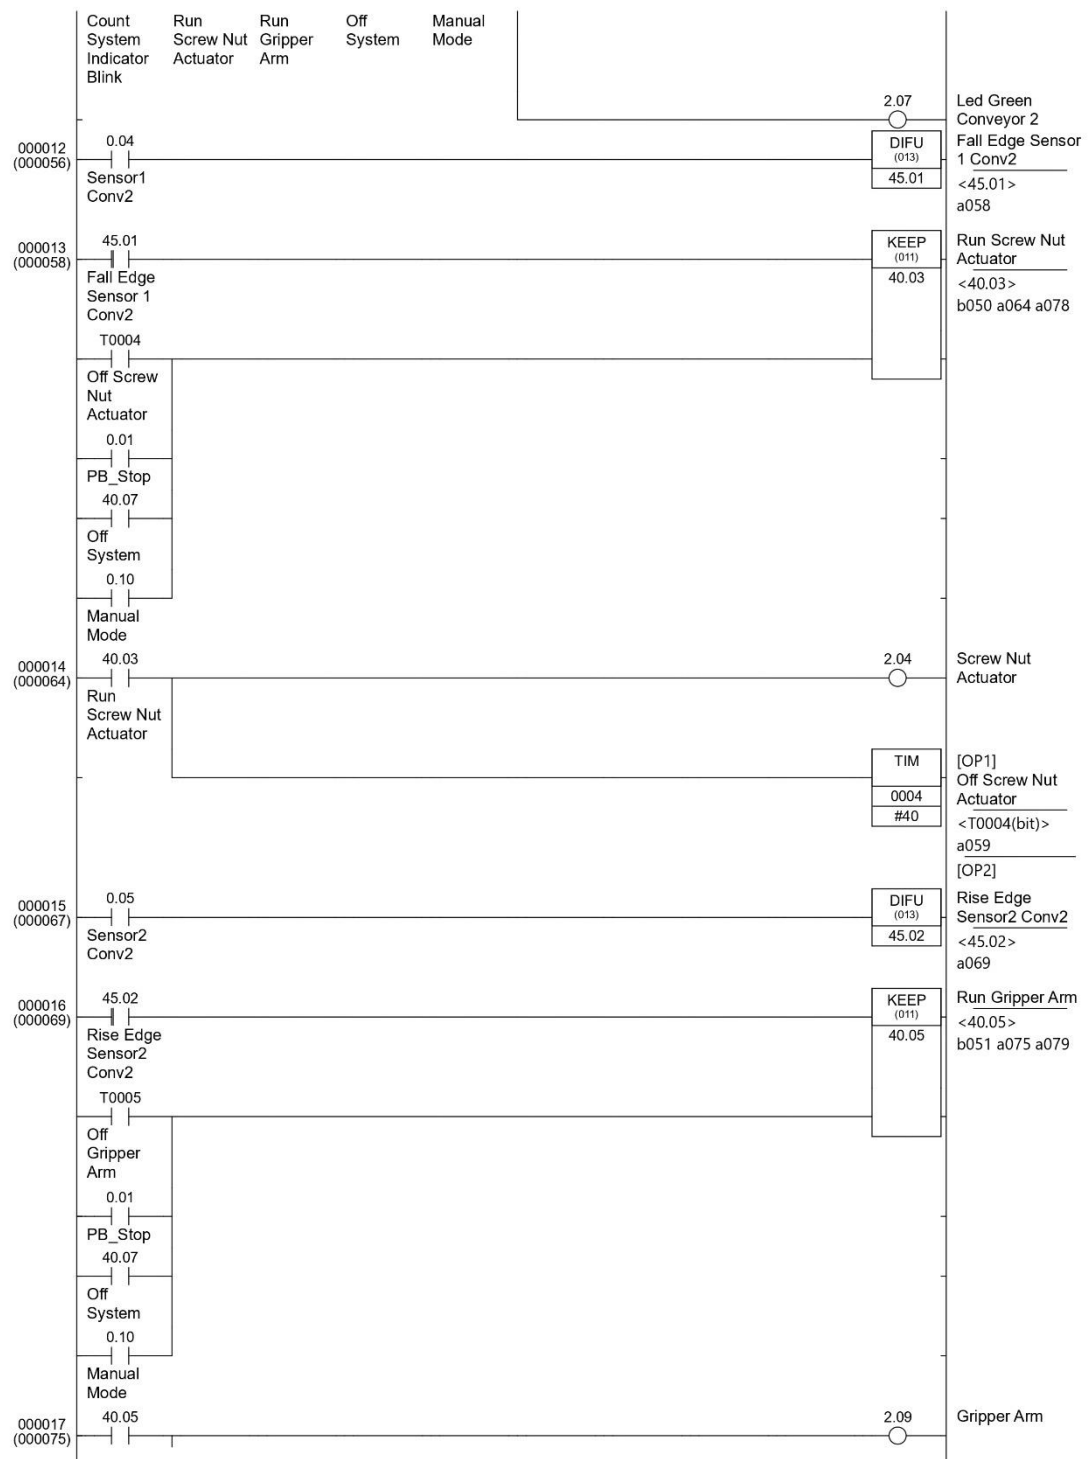 Count Run Run Off Manual
System Screw Nut Gripper System Mode
Indicator Actuator Arm
Blink
2.07 Led Green
Conveyor 2
000012
(000056)
0.04
Sensor1
Conv2
DIFU
(013)
45.01
Fall Edge Sensor
1 Conv2
<45.01>
a058
000013
(000058)
45.01
Fall Edge
Sensor 1
Conv2
KEEP
(011)
40.03
Run Screw Nut
Actuator
<40.03>
b050 a064 a078
T0004
Off Screw
Nut
Actuator
0.01
PB_Stop
40.07
Off
System
0.10
Manual
Mode
000014
(000064)
40.03
Run
Screw Nut
Actuator
2.04
Screw Nut
Actuator
TIM
0004
#40
[OP1]
Off Screw Nut
Actuator
<T0004(bit)>
a059
[OP2]
000015
(000067)
0.05
Sensor2
Conv2
DIFU
(013)
45.02
Rise Edge
Sensor2 Conv2
<45.02>
a069
000016
(000069)
45.02
Rise Edge
Sensor2
Conv2
KEEP
(011)
40.05
Run Gripper Arm
<40.05>
b051 a075 a079
T0005
Off
Gripper
Arm
0.01
PB_Stop
40.07
Off
System
0.10
Manual
Mode
000017
(000075)
40.05
2.09
Gripper Arm